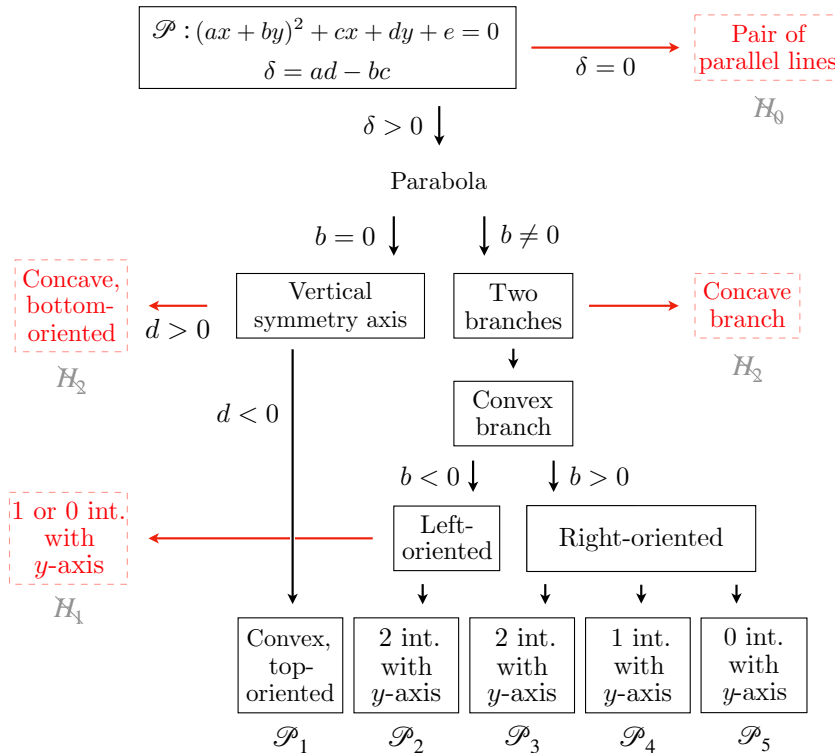 𝒫 : (ax + by)² + cx + dy + e = 0
δ = ad − bc
δ = 0
Pair of
parallel lines
H̸₀
δ > 0
Parabola
b = 0
b ≠ 0
Concave,
bottom-
oriented
d > 0
Vertical
symmetry axis
Two
branches
Concave
branch
H̸₂
H̸₂
d < 0
Convex
branch
b < 0
b > 0
1 or 0 int.
with
y-axis
H̸₁
Left-
oriented
Right-oriented
Convex,
top-
oriented
2 int.
with
y-axis
2 int.
with
y-axis
1 int.
with
y-axis
0 int.
with
y-axis
𝒫₁
𝒫₂
𝒫₃
𝒫₄
𝒫₅